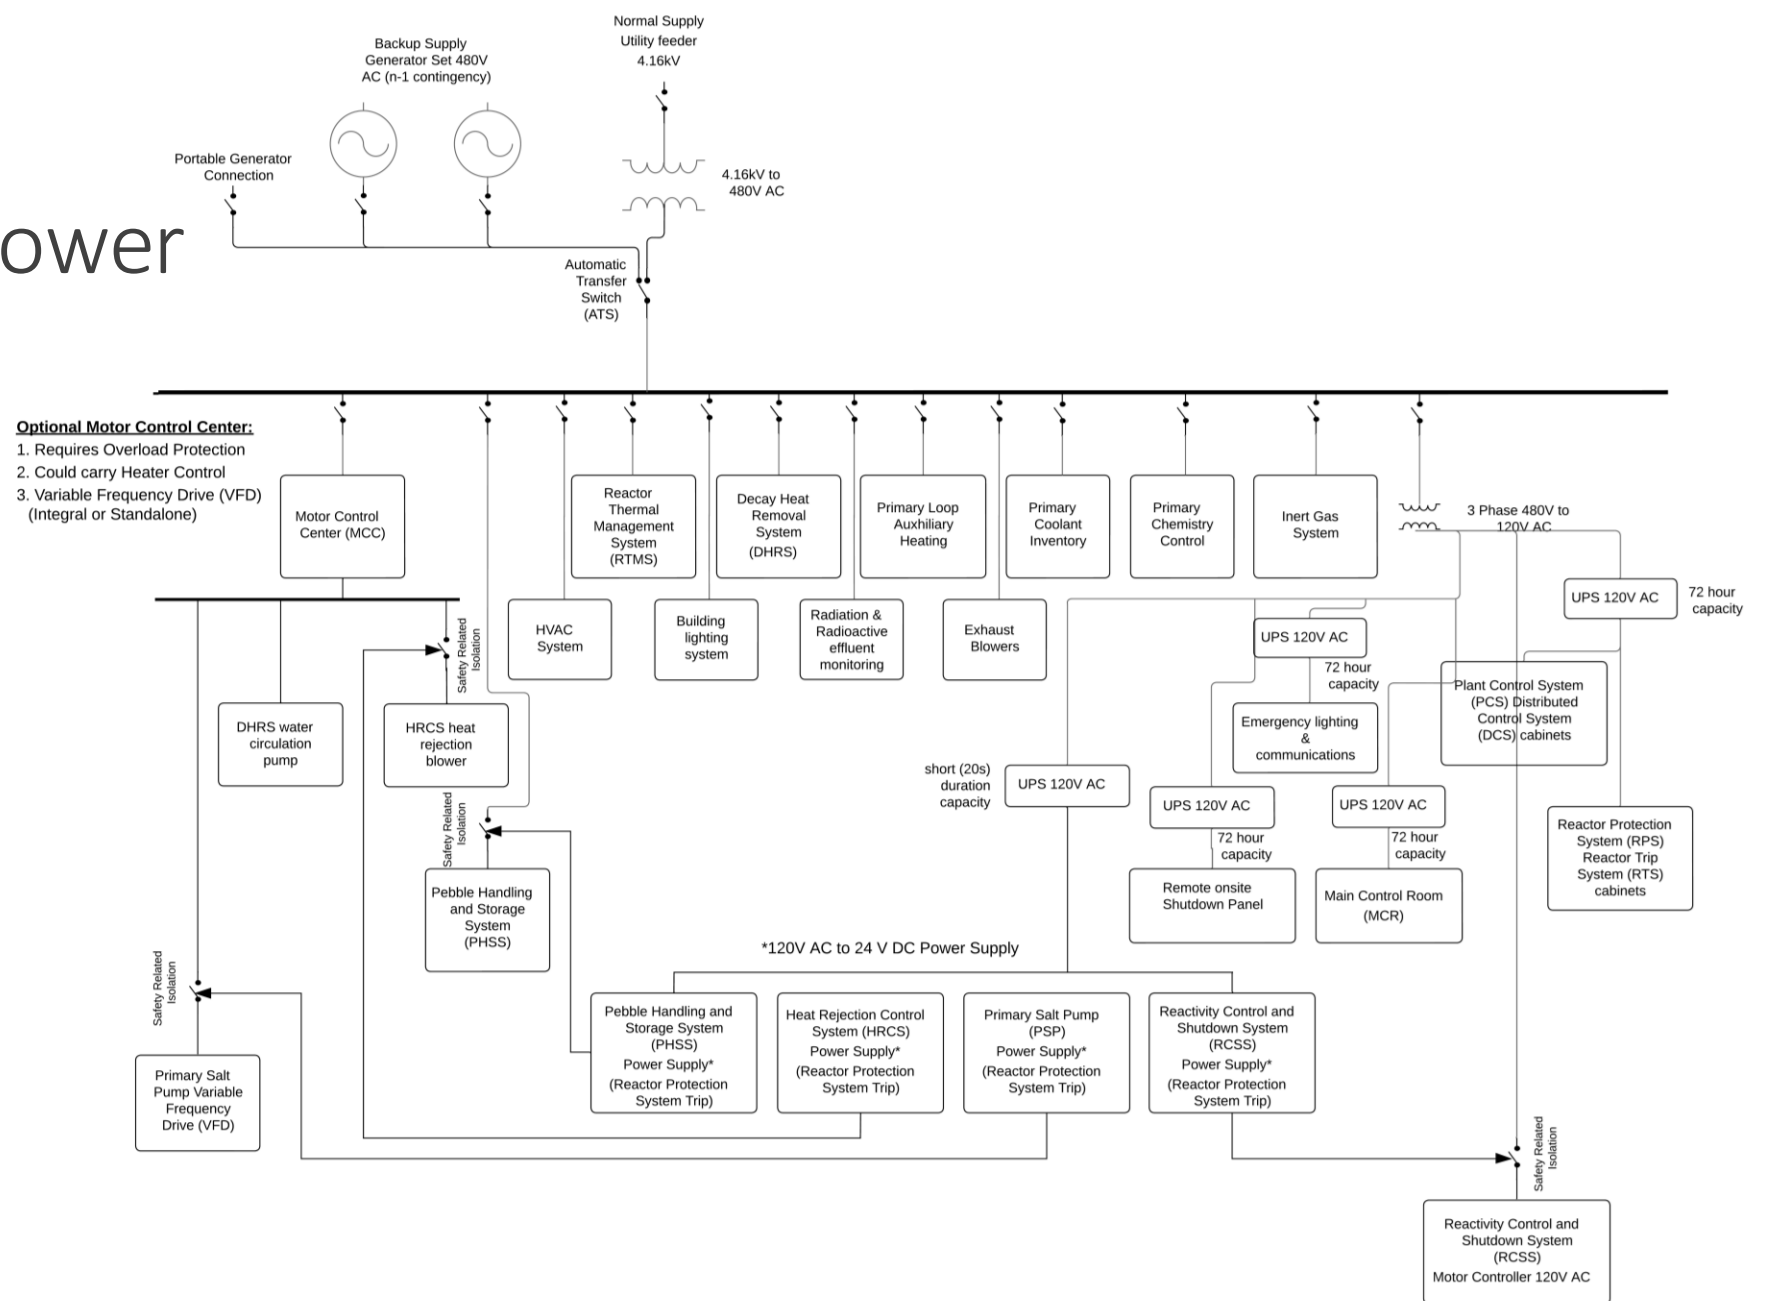 Normal Supply
Utility feeder
4.16kV
Backup Supply
Generator Set 480V
AC (n-1 contingency)
Portable Generator
Connection
4.16kV to
480V AC
ower
Automatic
Transfer
Switch
(ATS)
Optional Motor Control Center:
1. Requires Overload Protection
2. Could carry Heater Control
3. Variable Frequency Drive (VFD)
(Integral or Standalone)
Motor Control
Center (MCC)
Reactor
Thermal
Management
System
(RTMS)
Decay Heat
Removal
System
(DHRS)
Primary Loop
Auxhiliary
Heating
Primary
Coolant
Inventory
Primary
Chemistry
Control
Inert Gas
System
3 Phase 480V to
120V AC
UPS 120V AC
72 hour
capacity
HVAC
System
Building
lighting
system
Radiation &
Radioactive
effluent
monitoring
Exhaust
Blowers
UPS 120V AC
72 hour
capacity
Safety Related
Isolation
Plant Control System
(PCS) Distributed
Control System
(DCS) cabinets
DHRS water
circulation
pump
HRCS heat
rejection
blower
Emergency lighting
&
communications
short (20s)
duration
capacity
UPS 120V AC
UPS 120V AC
72 hour
capacity
UPS 120V AC
72 hour
capacity
Safety Related
Isolation
Reactor Protection
System (RPS)
Reactor Trip
System (RTS)
cabinets
Pebble Handling
and Storage
System
(PHSS)
Remote onsite
Shutdown Panel
Main Control Room
(MCR)
*120V AC to 24 V DC Power Supply
Safety Related
Isolation
Pebble Handling and
Storage System
(PHSS)
Power Supply*
(Reactor Protection
System Trip)
Heat Rejection Control
System (HRCS)
Power Supply*
(Reactor Protection
System Trip)
Primary Salt Pump
(PSP)
Power Supply*
(Reactor Protection
System Trip)
Reactivity Control and
Shutdown System
(RCSS)
Power Supply*
(Reactor Protection
System Trip)
Primary Salt
Pump Variable
Frequency
Drive (VFD)
Safety Related
Isolation
Reactivity Control and
Shutdown System
(RCSS)
Motor Controller 120V AC